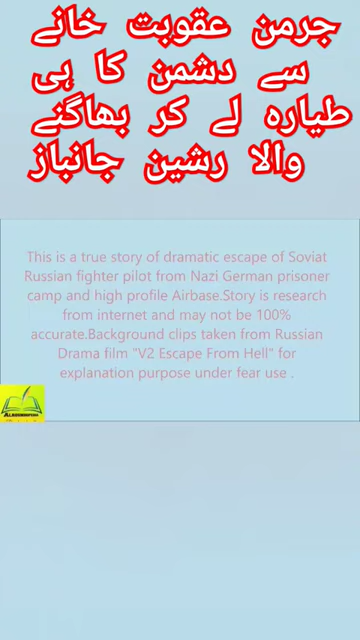 جرمن عقوبت خانے
سے دشمن کا ہی
طیارہ لے کر بھاگنے
والا رشین جانباز
This is a true story of dramatic escape of Soviat
Russian fighter pilot from Nazi German prisoner
camp and high profile Airbase.Story is research
from internet and may not be 100%
accurate.Background clips taken from Russian
Drama film "V2 Escape From Hell" for
explanation purpose under fear use .